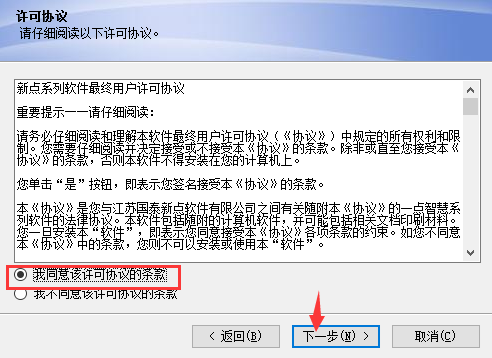 许可协议
请仔细阅读以下许可协议。
新点系列软件最终用户许可协议
重要提示一一请仔细阅读:
请务必仔细阅读和理解本软件最终用户许可协议(《协议》)中规定的所有权利和限
制。您需要仔细阅读并决定接受或不接受本《协议》的条款。除非或直至您接受本《
协议》的条款,否则本软件不得安装在您的计算机上。
您单击“是”按钮,即表示您签名接受本《协议》的条款。
本《协议》是您与江苏国泰新点软件有限公司之间有关随附本《协议》的一点智慧系
列软件的法律协议。本软件包括随附的计算机软件,并可能包括相关文档印刷材料。
您一旦安装本“软件”,即表示您同意接受本《协议》各项条款的约束。如您不同意
本《协议》中的条款,您则不可以安装或使用本“软件”。
我同意该许可协议的条款
我不同意该许可协议的条款
< 返回(B)
下一步(N) >
取消(C)